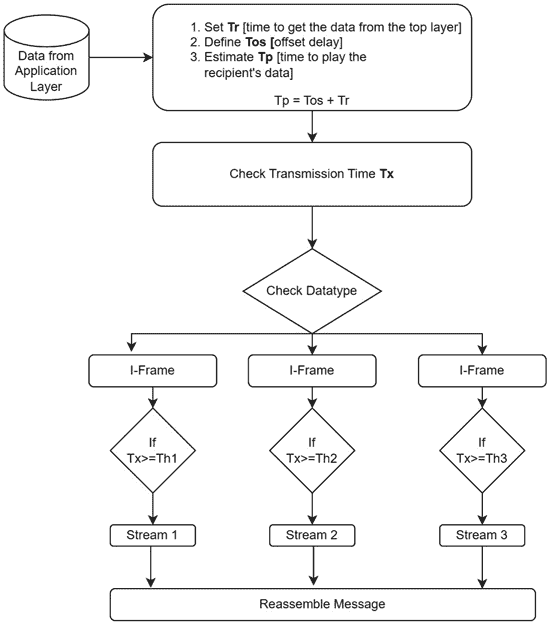 Data from
Application
Layer
1. Set Tr [time to get the data from the top layer]
2. Define Tos [offset delay]
3. Estimate Tp [time to play the
recipient's data]
Tp = Tos + Tr
Check Transmission Time Tx
Check Datatype
I-Frame
I-Frame
I-Frame
If
Tx>=Th1
If
Tx>=Th2
If
Tx>=Th3
Stream 1
Stream 2
Stream 3
Reassemble Message